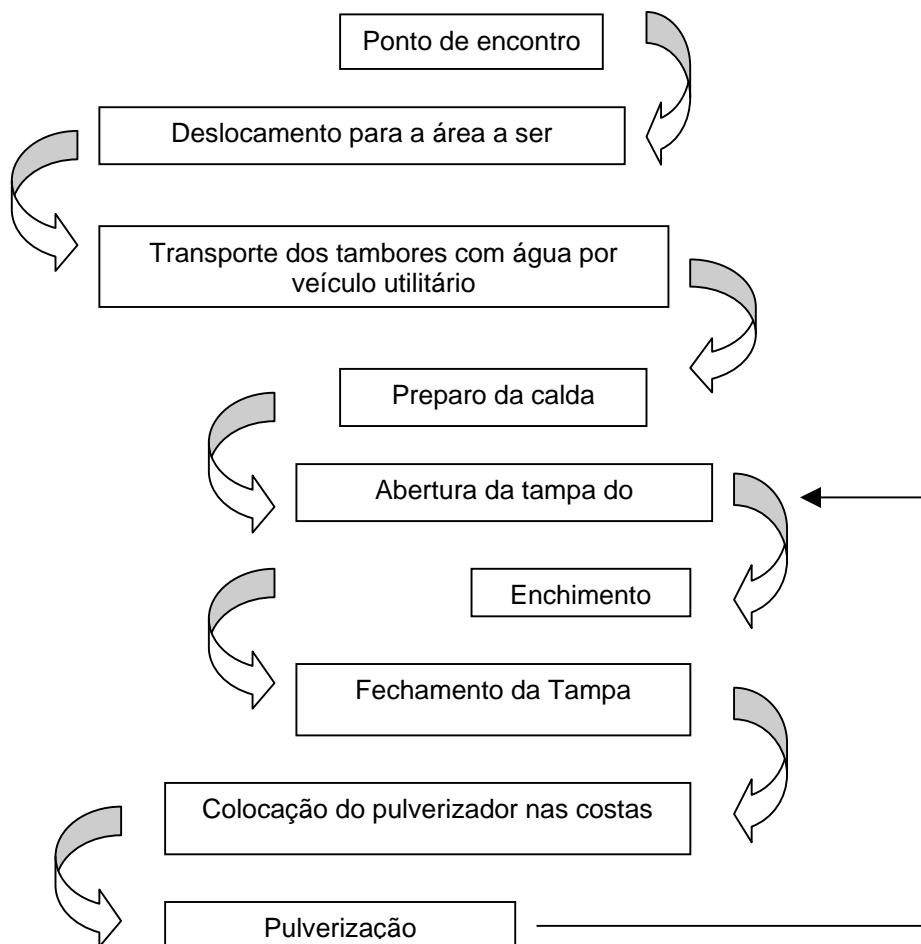 Ponto de encontro
Deslocamento para a área a ser
Transporte dos tambores com água por
veículo utilitário
Preparo da calda
Abertura da tampa do
Enchimento
Fechamento da Tampa
Colocação do pulverizador nas costas
Pulverização